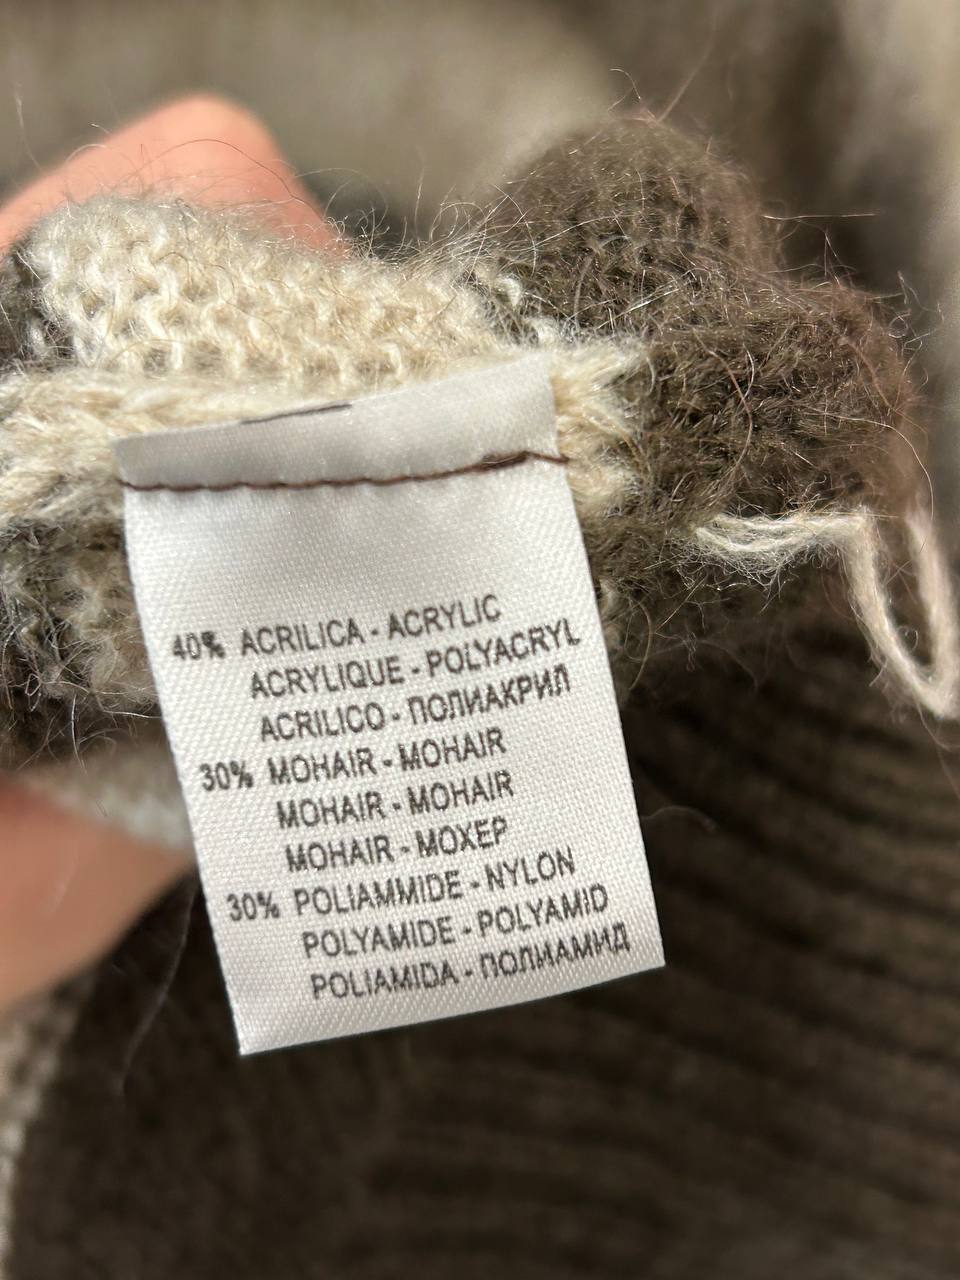 40% ACRILICA - ACRYLIC
ACRYLIQUE - POLYACRYL
ACRILICO - ПОЛИАКРИЛ
30% MOHAIR - MOHAIR
MOHAIR - MOHAIR
MOHAIR - МОХЕР
30% POLIAMMIDE - NYLON
POLYAMIDE - POLYAMID
POLIAMIDA - ПОЛИАМИД